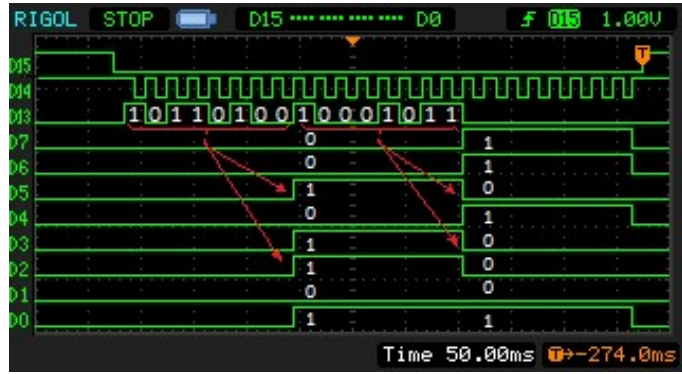 RIGOL STOP D15 D0 D15 1.00V
T
D15
D14
D13 1 0 1 1 0 1 0 0 1 0 0 0 1 0 1 1
D7 0 1
D6 0 1
D5 1 0
D4 0 1
D3 1 0
D2 1 0
D1 0 0
D0 1 1
Time 50.00ms T→-274.0ms